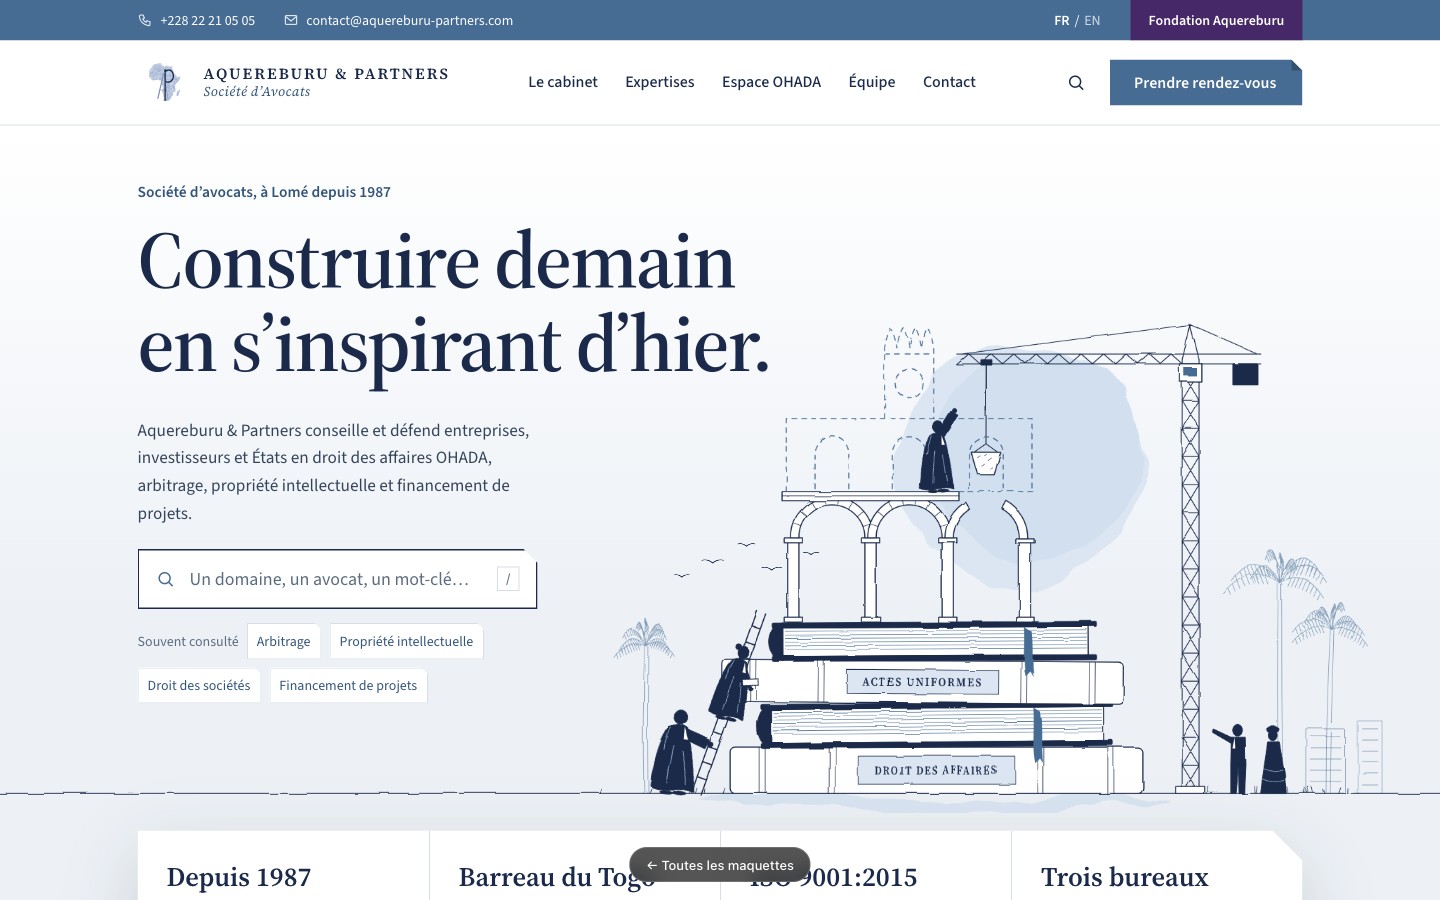 +228 22 21 05 05
contact@aquereburu-partners.com
FR / EN
Fondation Aquereburu
AQUEREBURU & PARTNERS
Société d’Avocats
Le cabinet
Expertises
Espace OHADA
Équipe
Contact
Prendre rendez-vous
Société d’avocats, à Lomé depuis 1987
Construire demain
en s’inspirant d’hier.
Aquereburu & Partners conseille et défend entreprises,
investisseurs et États en droit des affaires OHADA,
arbitrage, propriété intellectuelle et financement de
projets.
Un domaine, un avocat, un mot-clé…
/
Souvent consulté
Arbitrage
Propriété intellectuelle
Droit des sociétés
Financement de projets
ACTES UNIFORMES
DROIT DES AFFAIRES
Depuis 1987
Barreau du Togo
ISO 9001:2015
Trois bureaux
← Toutes les maquettes